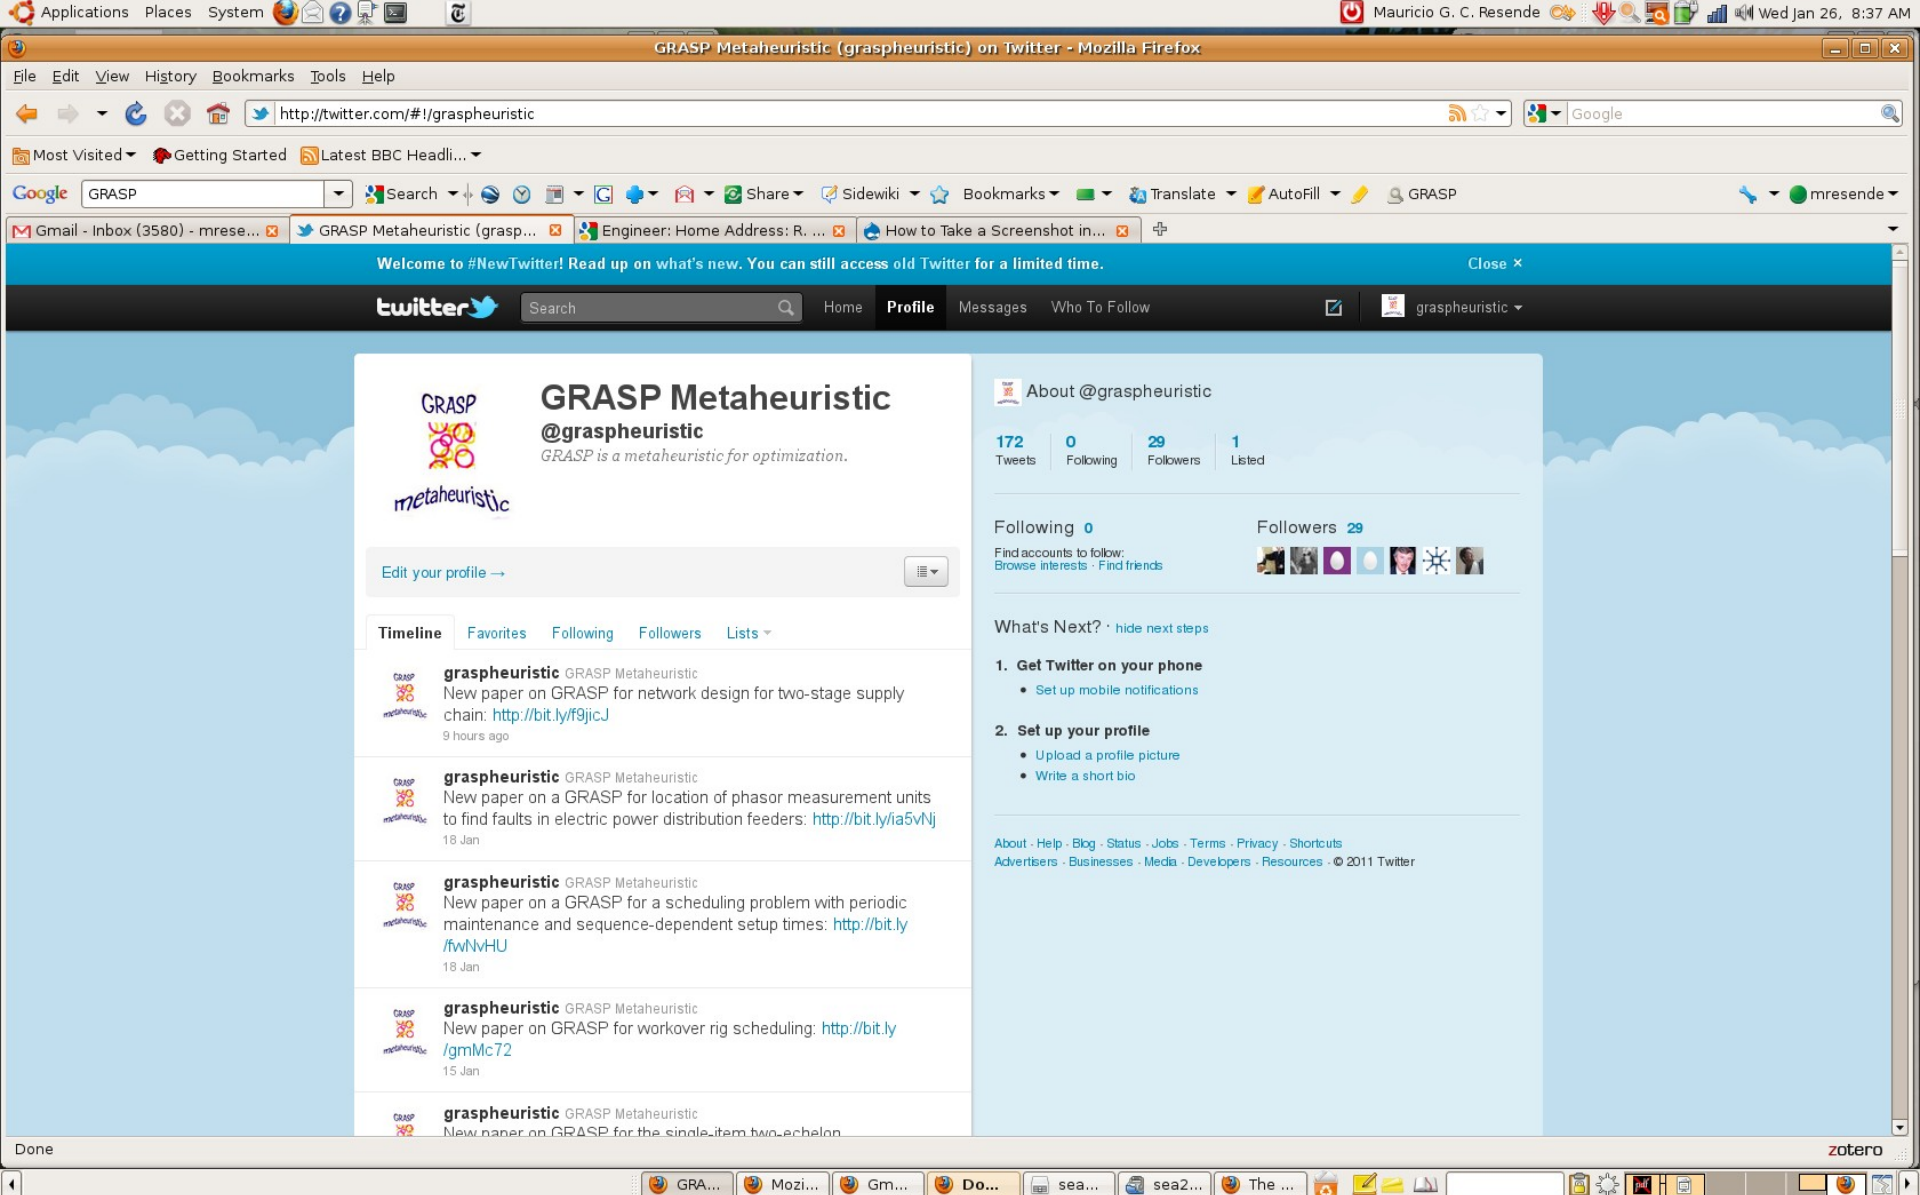 Applications Places System Mauricio G. C. Resende Wed Jan 26, 8:37 AM
GRASP Metaheuristic (graspheuristic) on Twitter - Mozilla Firefox
File Edit View History Bookmarks Tools Help
http://twitter.com/#!/graspheuristic Google
Most Visited Getting Started Latest BBC Headli...
Google GRASP Search Share Sidewiki Bookmarks Translate AutoFill GRASP mresende
Gmail - Inbox (3580) - mrese... GRASP Metaheuristic (grasp... Engineer: Home Address: R. ... How to Take a Screenshot in...
Welcome to #NewTwitter! Read up on what's new. You can still access old Twitter for a limited time. Close ×
twitter Search Home Profile Messages Who To Follow graspheuristic
GRASP
metaheuristic
GRASP Metaheuristic
@graspheuristic
GRASP is a metaheuristic for optimization.
Edit your profile →
Timeline Favorites Following Followers Lists
graspheuristic GRASP Metaheuristic
New paper on GRASP for network design for two-stage supply
chain: http://bit.ly/f9jicJ
9 hours ago
graspheuristic GRASP Metaheuristic
New paper on a GRASP for location of phasor measurement units
to find faults in electric power distribution feeders: http://bit.ly/ia5vNj
18 Jan
graspheuristic GRASP Metaheuristic
New paper on a GRASP for a scheduling problem with periodic
maintenance and sequence-dependent setup times: http://bit.ly
/fwNvHU
18 Jan
graspheuristic GRASP Metaheuristic
New paper on GRASP for workover rig scheduling: http://bit.ly
/gmMc72
15 Jan
graspheuristic GRASP Metaheuristic
New paper on GRASP for the single-item two-echelon
About @graspheuristic
172 0 29 1
Tweets Following Followers Listed
Following 0 Followers 29
Find accounts to follow:
Browse interests · Find friends
What's Next? · hide next steps
1. Get Twitter on your phone
• Set up mobile notifications
2. Set up your profile
• Upload a profile picture
• Write a short bio
About · Help · Blog · Status · Jobs · Terms · Privacy · Shortcuts
Advertisers · Businesses · Media · Developers · Resources · © 2011 Twitter
Done zotero
GRA... Mozi... Gm... Do... sea... sea2... The ...